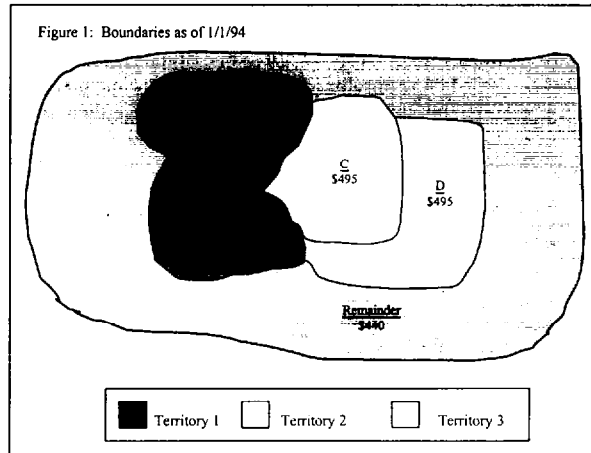 Figure 1: Boundaries as of 1/1/94
C
$495
D
$495
Remainder
$440
Territory 1 Territory 2 Territory 3